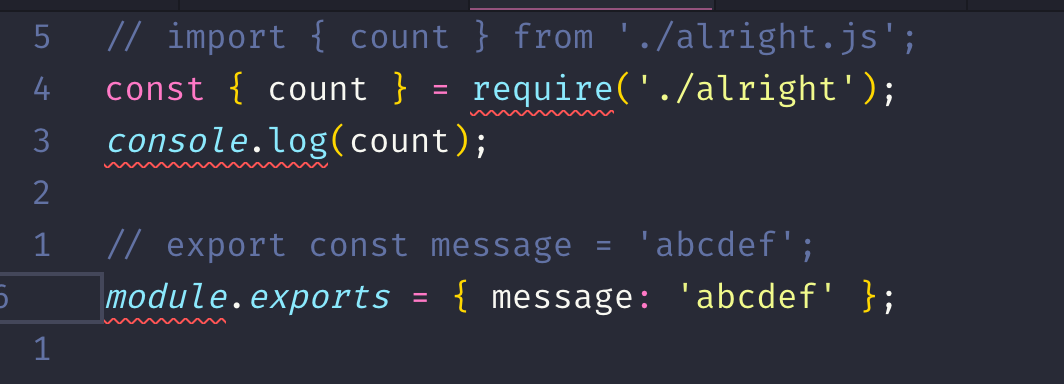 5 // import { count } from './alright.js';
4 const { count } = require('./alright');
3 console.log(count);
2
1 // export const message = 'abcdef';
6 module.exports = { message: 'abcdef' };
1